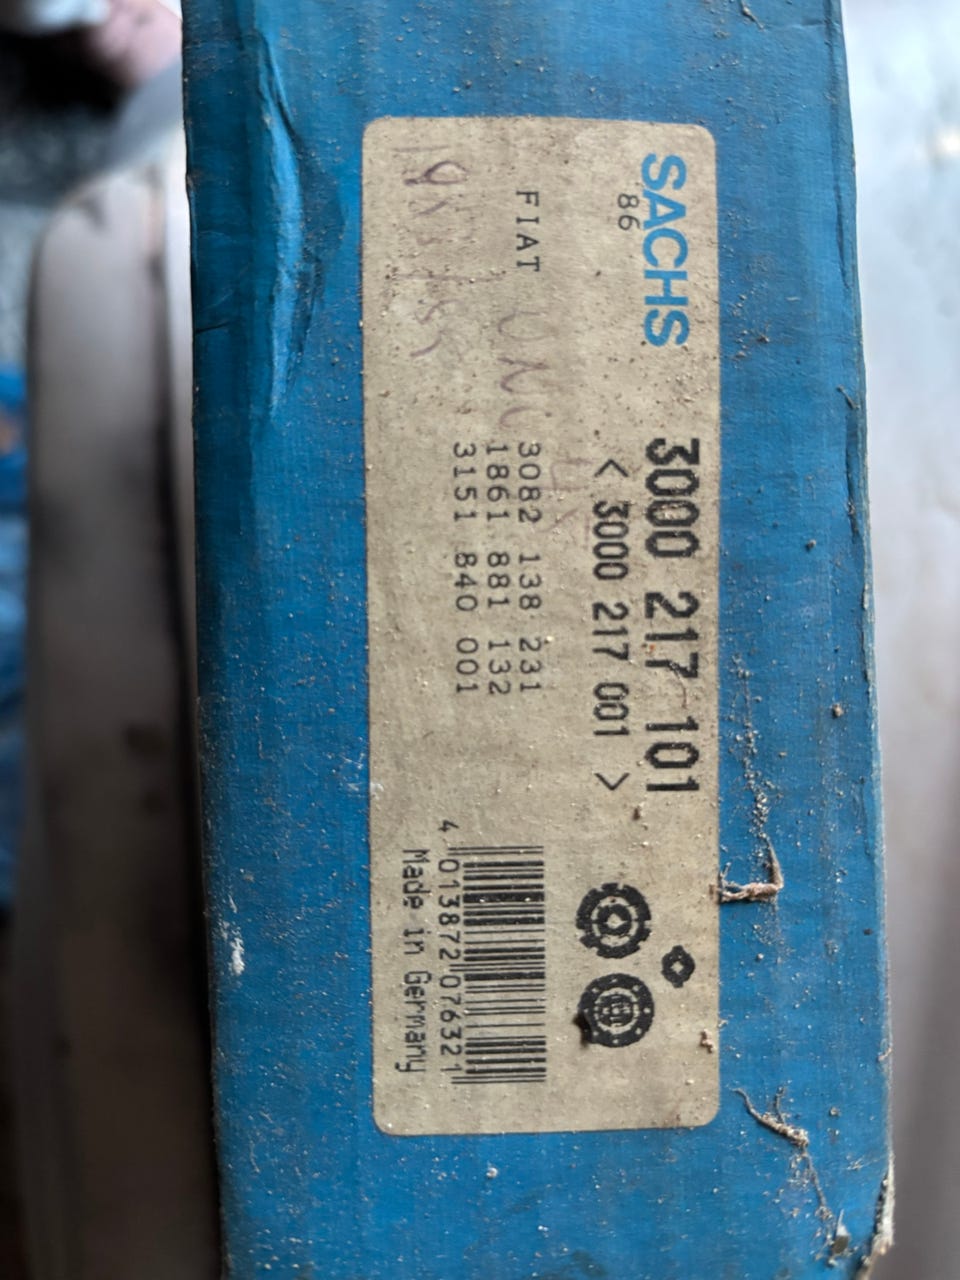 SACHS
86
3000 217 101
< 3000 217 001 >
FIAT UNO
3082 138 231
1861 881 132
3151 840 001
4 013872 076321
Made in Germany